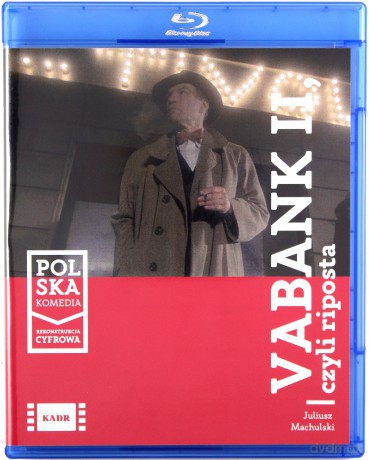 Blu-ray Disc
VABANK II,
czyli riposta
POL
SKA
KOMEDIA
REKONSTRUKCJA
CYFROWA
Juliusz
Machulski
KADR